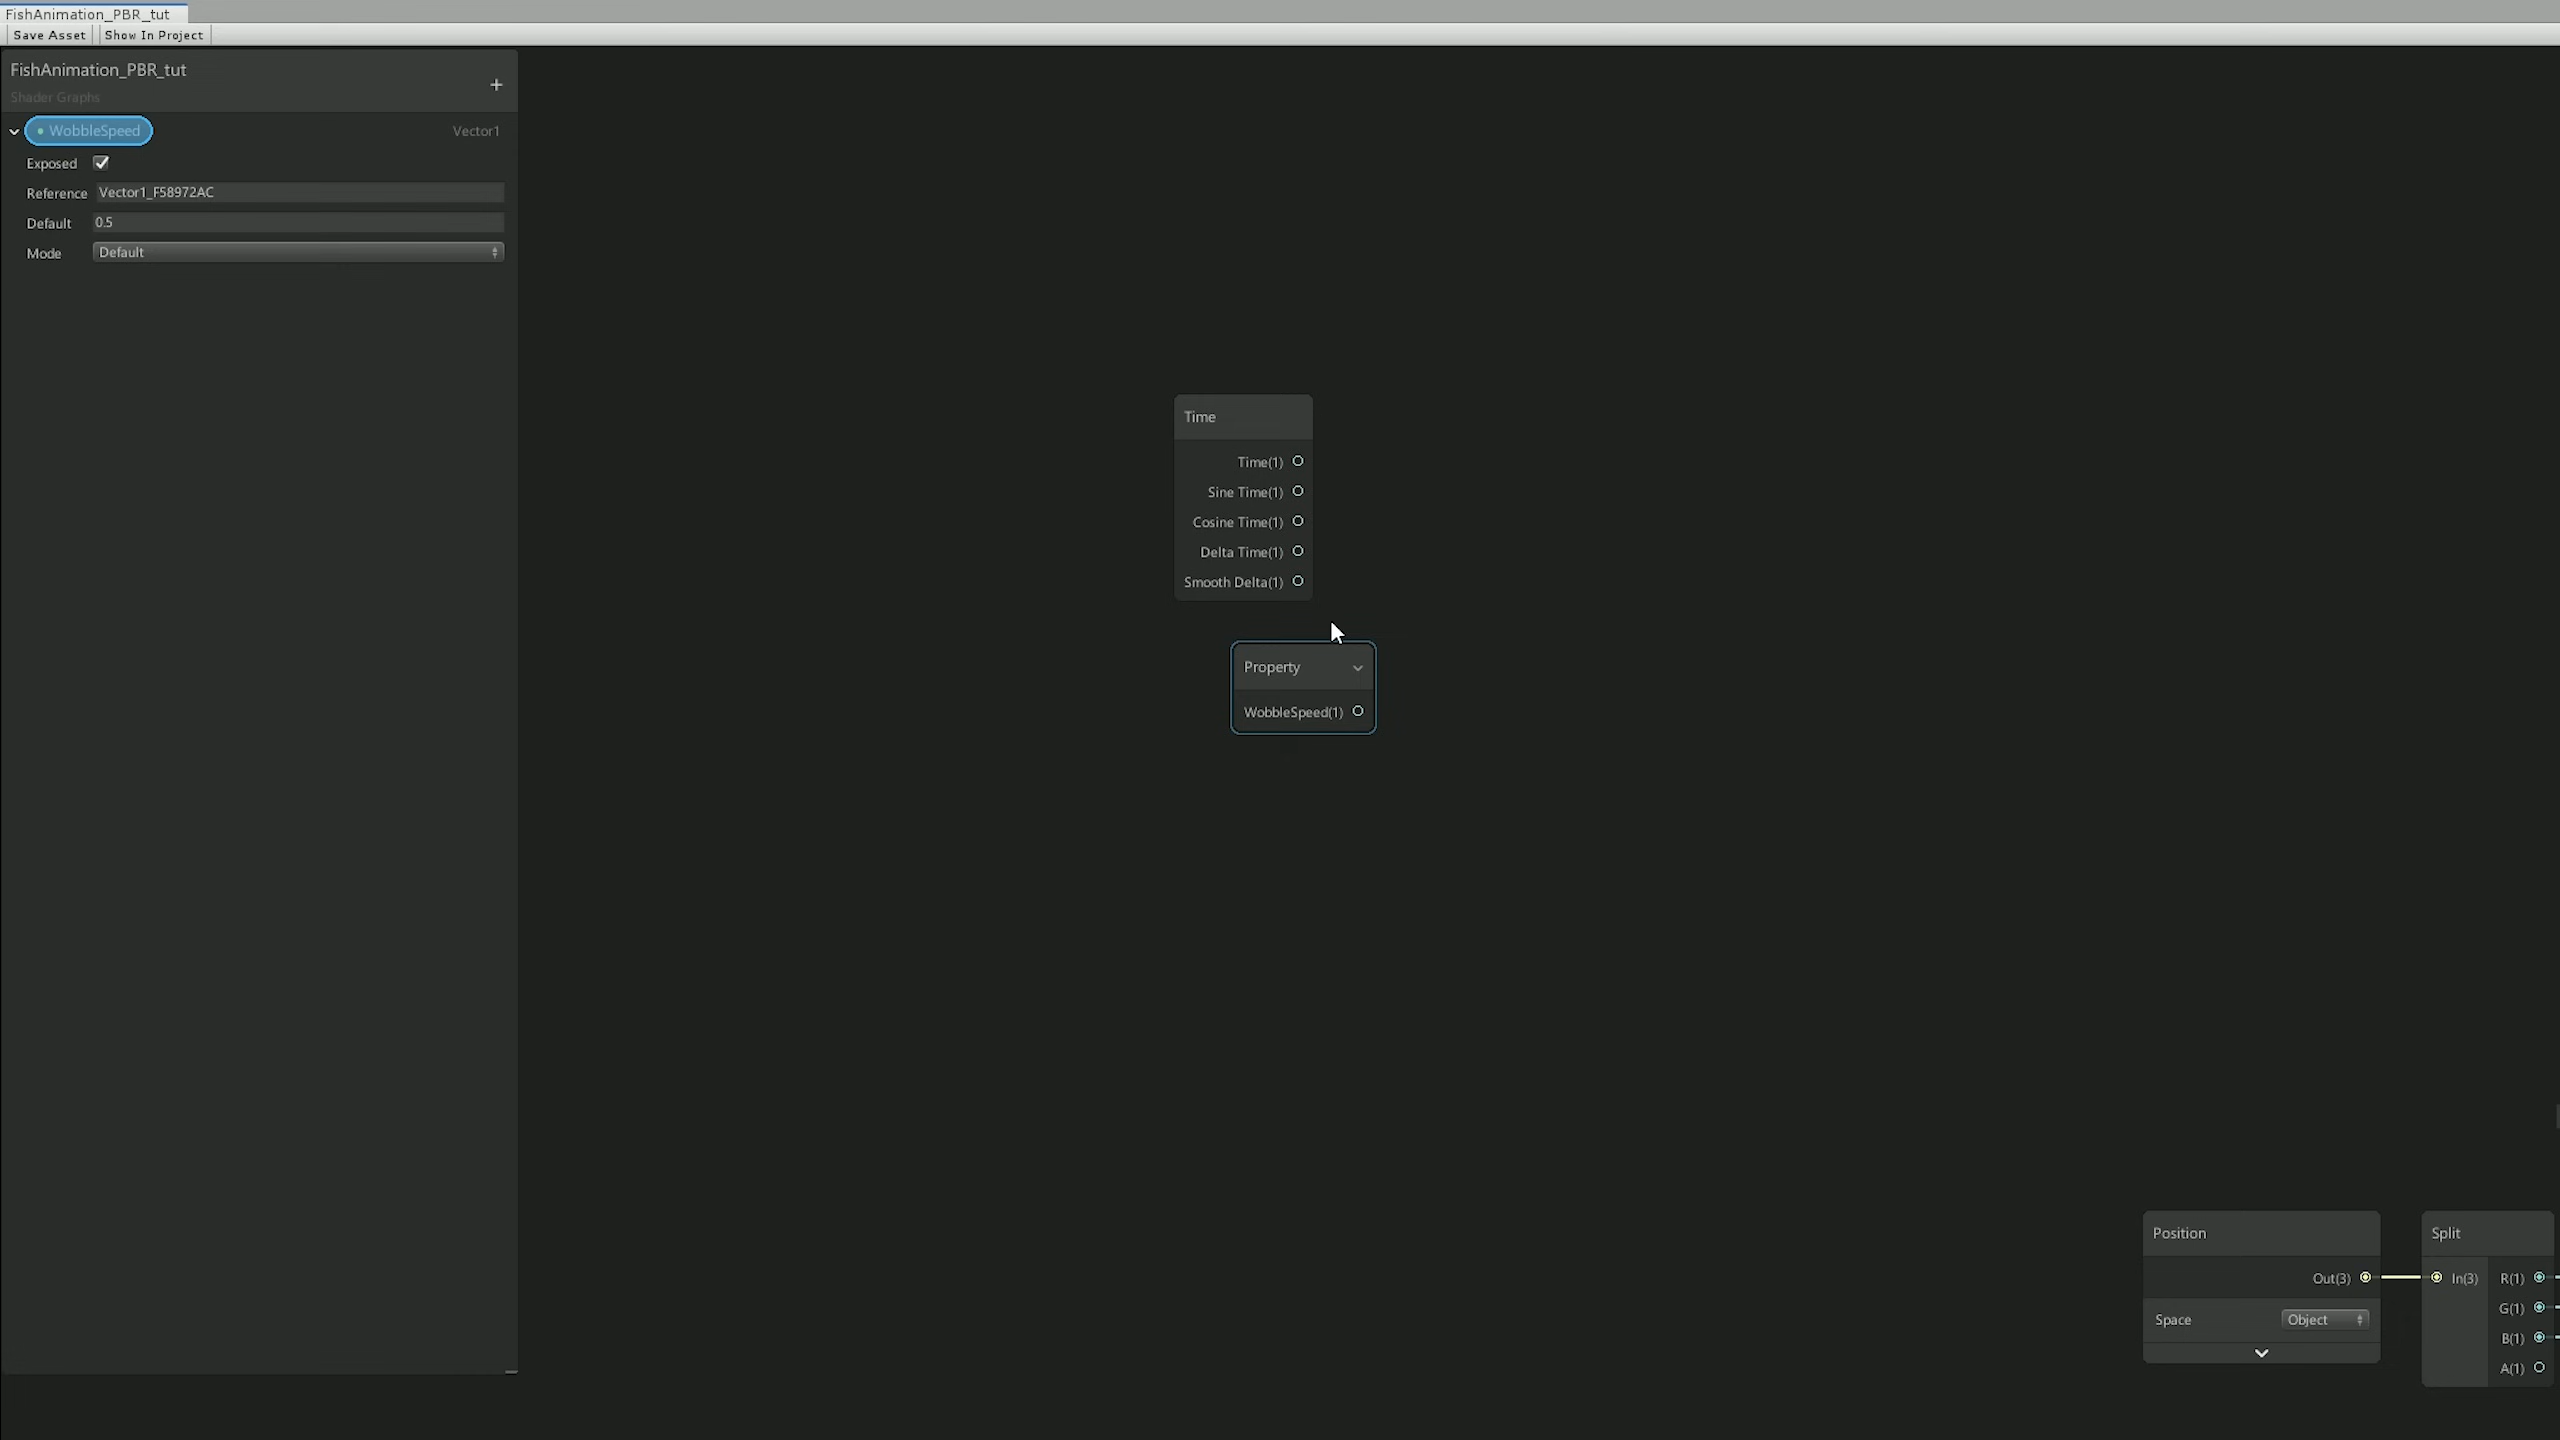 FishAnimation_PBR_tut
Save Asset Show In Project
FishAnimation_PBR_tut
+
Shader Graphs
WobbleSpeed Vector1
Exposed
Reference Vector1_F58972AC
Default 0.5
Mode Default
Time
Time(1)
Sine Time(1)
Cosine Time(1)
Delta Time(1)
Smooth Delta(1)
Property
WobbleSpeed(1)
Position
Out(3)
Space Object
Split
In(3) R(1)
G(1)
B(1)
A(1)